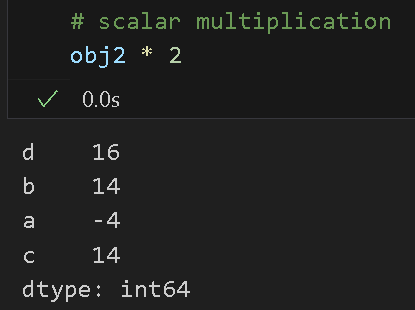 # scalar multiplication
obj2 * 2
✓ 0.0s
d    16
b    14
a    -4
c    14
dtype: int64